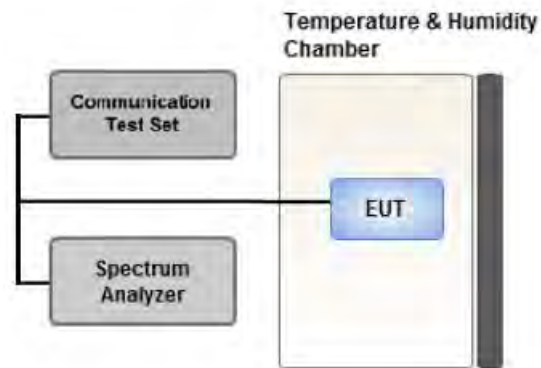 Temperature & Humidity
Chamber
Communication
Test Set
EUT
Spectrum
Analyzer